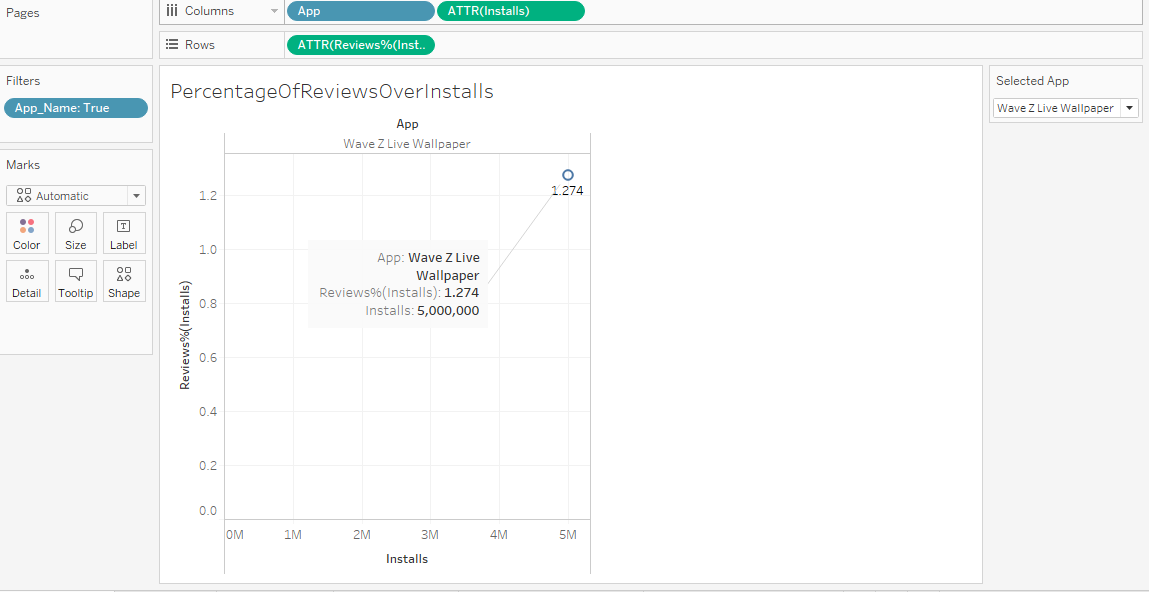 Pages
Columns
App
ATTR(Installs)
Rows
ATTR(Reviews%(Inst..
Filters
App_Name: True
Marks
Automatic
Color
Size
Label
Detail
Tooltip
Shape
PercentageOfReviewsOverInstalls
App
Wave Z Live Wallpaper
1.274
App: Wave Z Live
Wallpaper
Reviews%(Installs): 1.274
Installs: 5,000,000
Reviews%(Installs)
1.2
1.0
0.8
0.6
0.4
0.2
0.0
0M 1M 2M 3M 4M 5M
Installs
Selected App
Wave Z Live Wallpaper